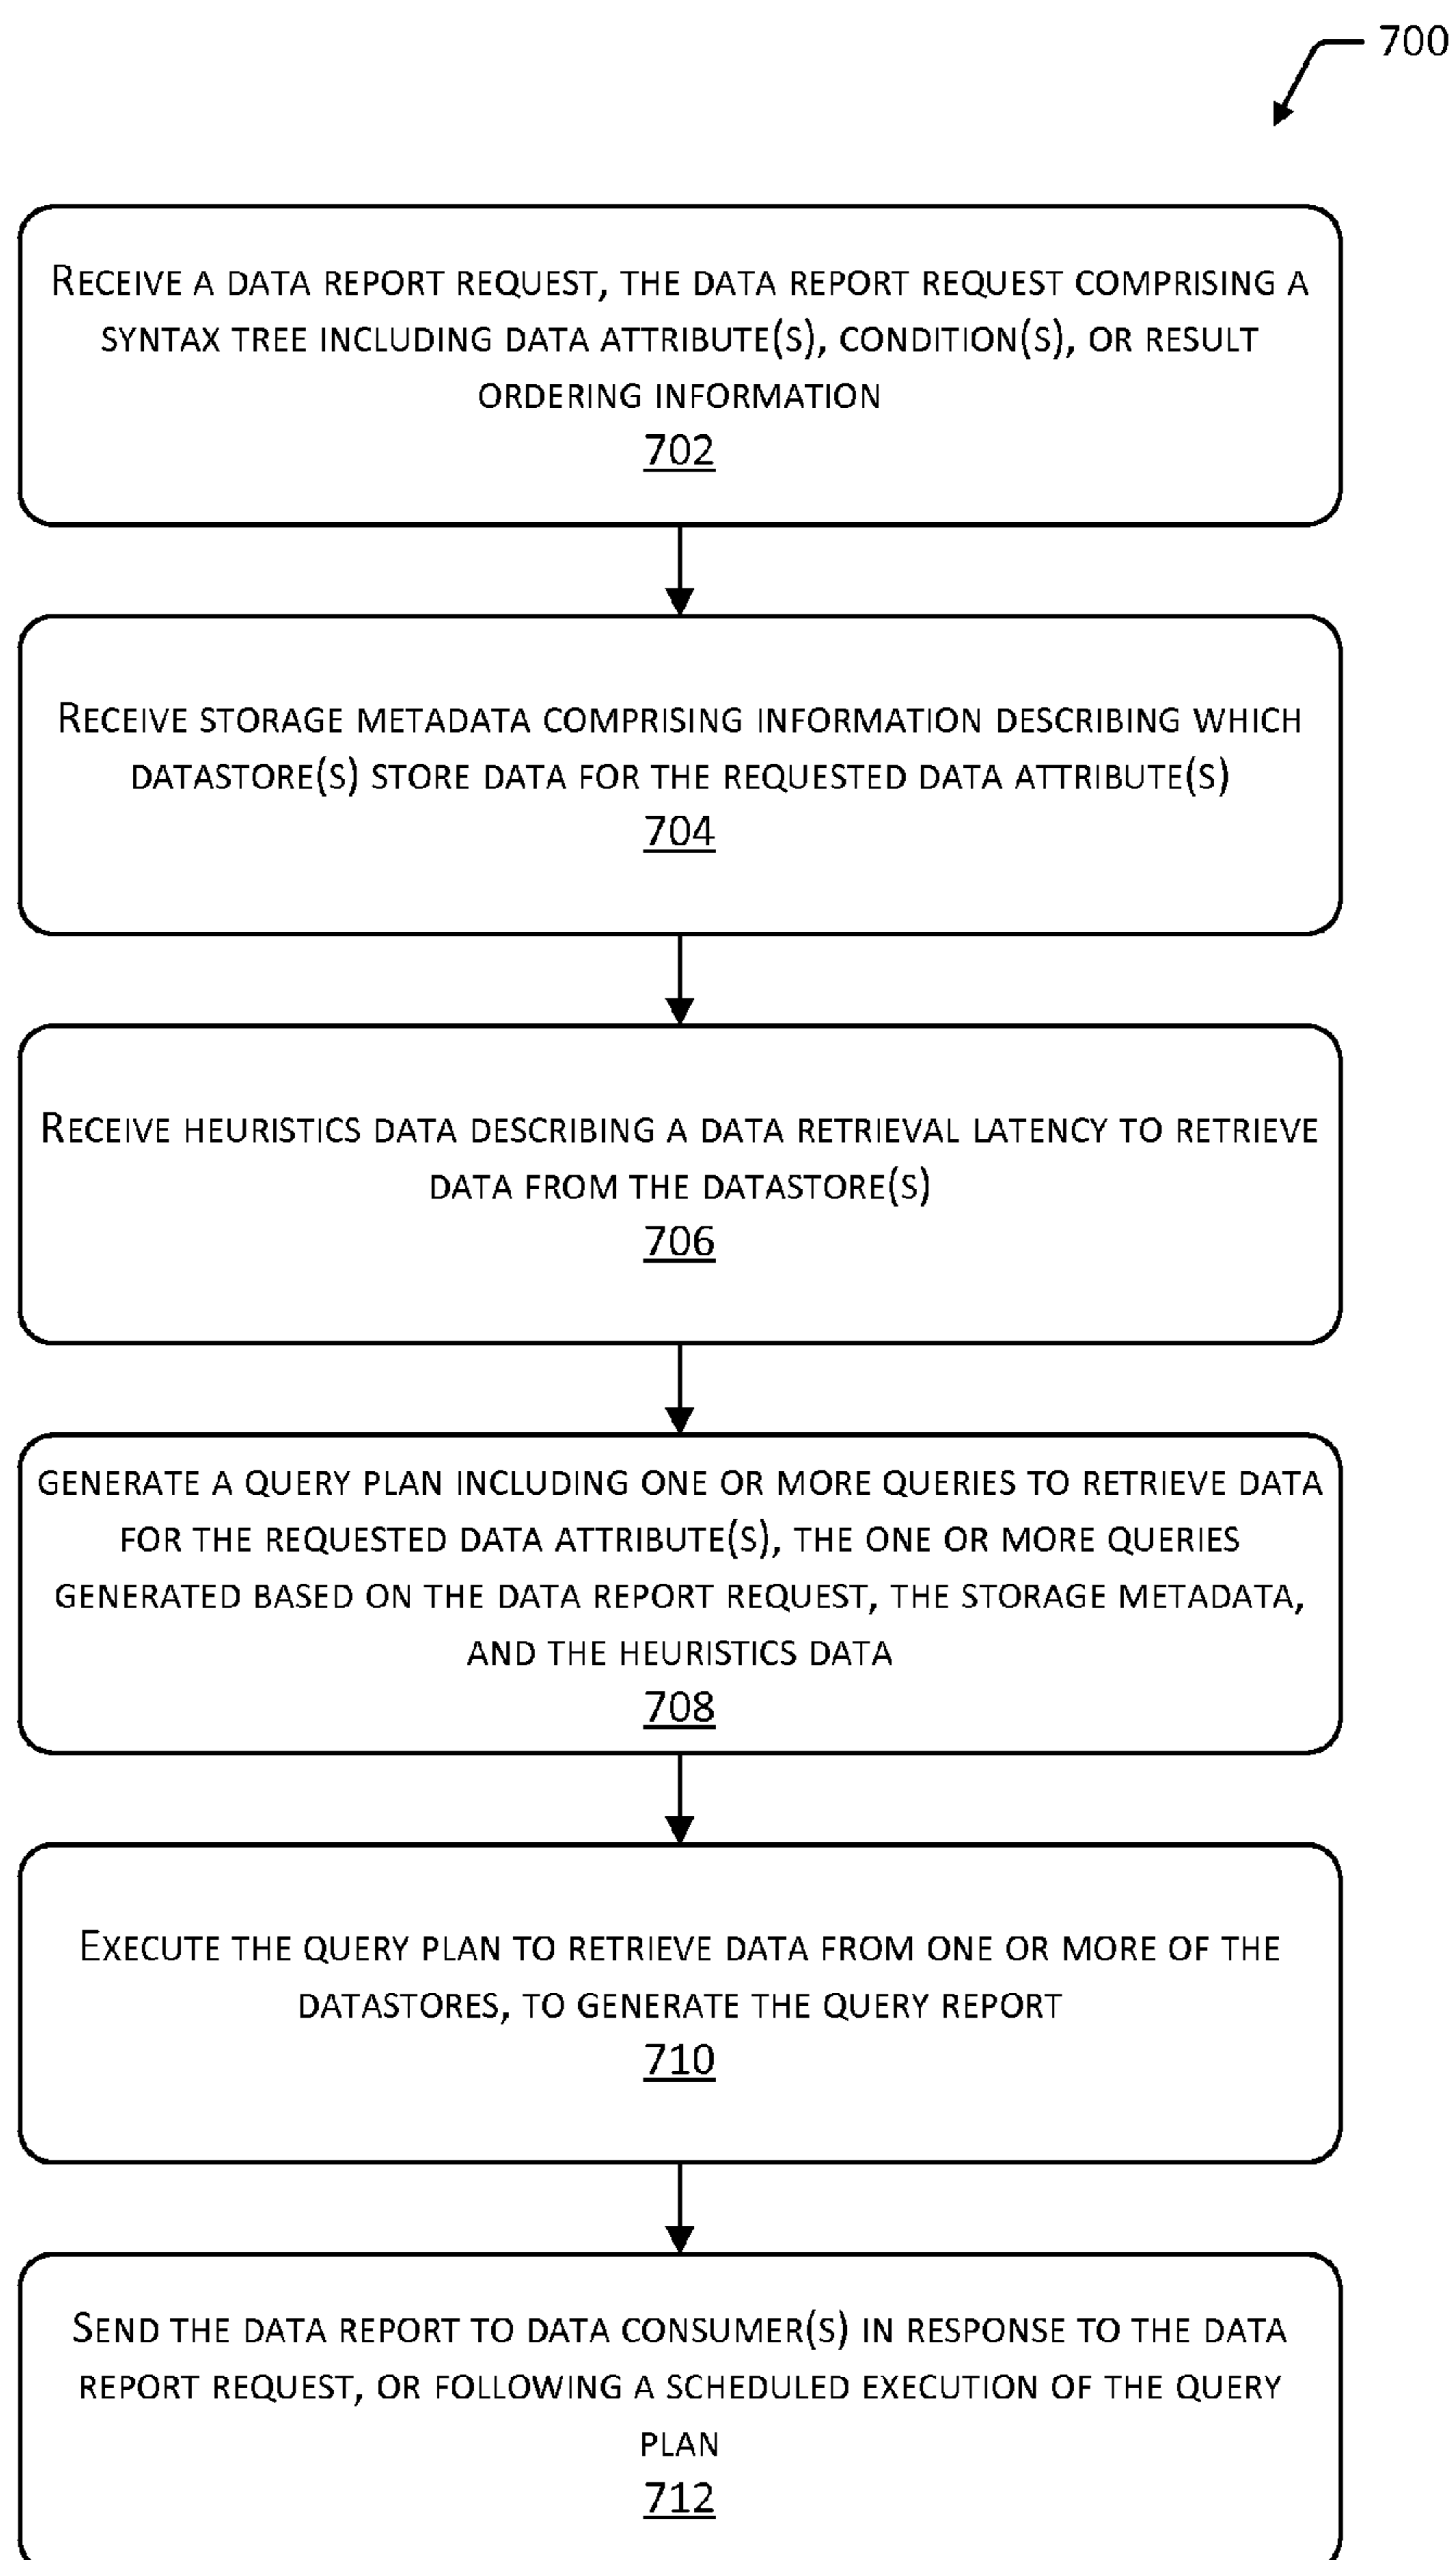 700
RECEIVE A DATA REPORT REQUEST, THE DATA REPORT REQUEST COMPRISING A
SYNTAX TREE INCLUDING DATA ATTRIBUTE(S), CONDITION(S), OR RESULT
ORDERING INFORMATION
702
RECEIVE STORAGE METADATA COMPRISING INFORMATION DESCRIBING WHICH
DATASTORE(S) STORE DATA FOR THE REQUESTED DATA ATTRIBUTE(S)
704
RECEIVE HEURISTICS DATA DESCRIBING A DATA RETRIEVAL LATENCY TO RETRIEVE
DATA FROM THE DATASTORE(S)
706
GENERATE A QUERY PLAN INCLUDING ONE OR MORE QUERIES TO RETRIEVE DATA
FOR THE REQUESTED DATA ATTRIBUTE(S), THE ONE OR MORE QUERIES
GENERATED BASED ON THE DATA REPORT REQUEST, THE STORAGE METADATA,
AND THE HEURISTICS DATA
708
EXECUTE THE QUERY PLAN TO RETRIEVE DATA FROM ONE OR MORE OF THE
DATASTORES, TO GENERATE THE QUERY REPORT
710
SEND THE DATA REPORT TO DATA CONSUMER(S) IN RESPONSE TO THE DATA
REPORT REQUEST, OR FOLLOWING A SCHEDULED EXECUTION OF THE QUERY
PLAN
712